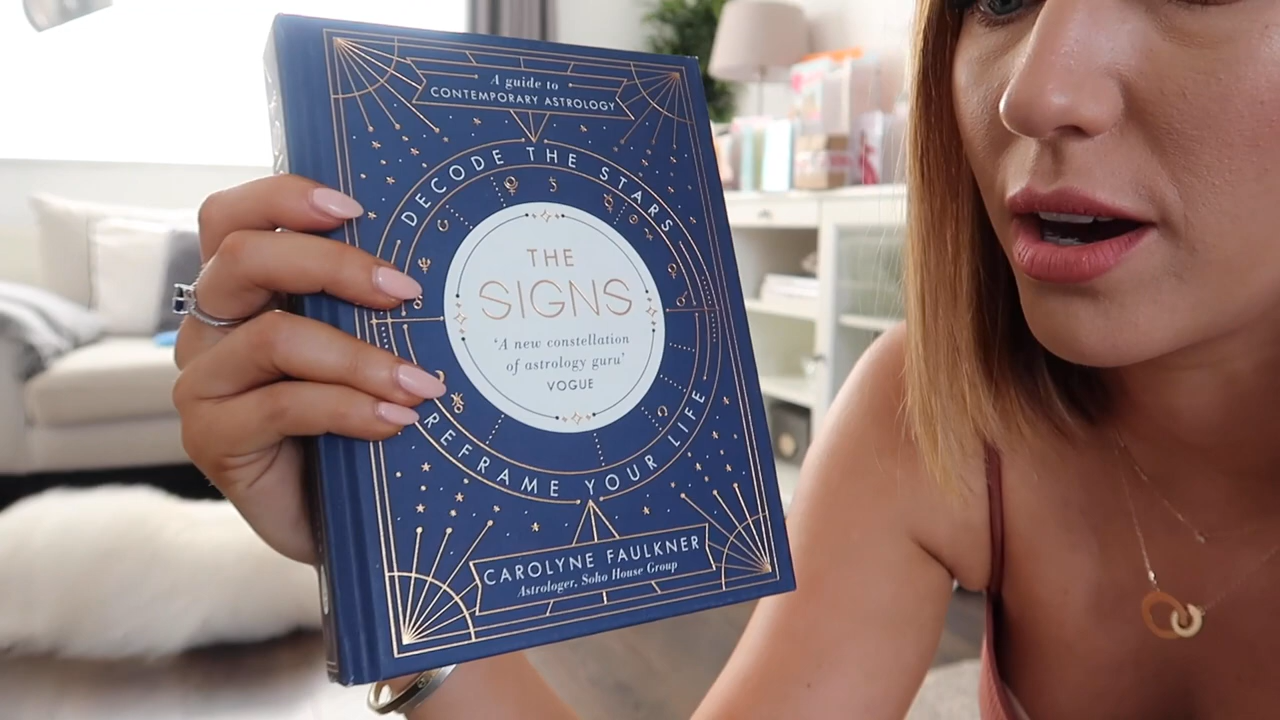 A guide to
CONTEMPORARY ASTROLOGY
DECODE THE STARS
THE
SIGNS
‘A new constellation
of astrology guru’
VOGUE
REFRAME YOUR LIFE
CAROLYNE FAULKNER
Astrologer, Soho House Group